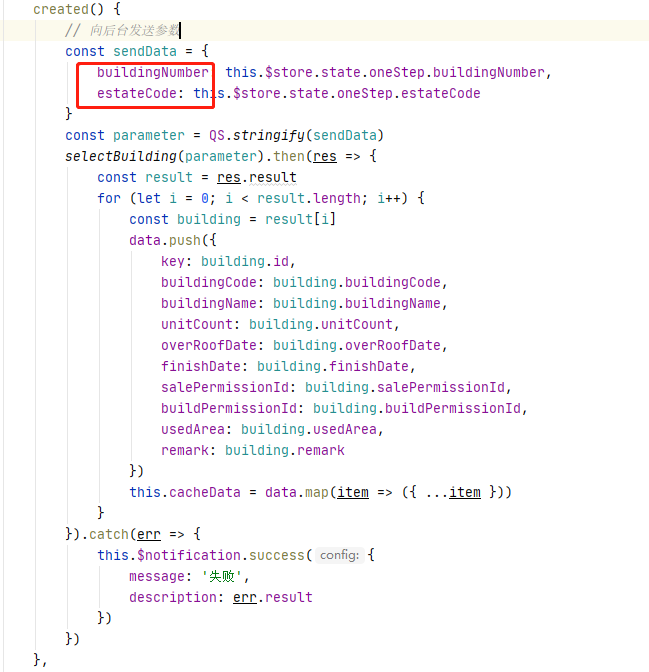 created() {
// 向后台发送参数
const sendData = {
buildingNumber: this.$store.state.oneStep.buildingNumber,
estateCode: this.$store.state.oneStep.estateCode
}
const parameter = QS.stringify(sendData)
selectBuilding(parameter).then(res => {
const result = res.result
for (let i = 0; i < result.length; i++) {
const building = result[i]
data.push({
key: building.id,
buildingCode: building.buildingCode,
buildingName: building.buildingName,
unitCount: building.unitCount,
overRoofDate: building.overRoofDate,
finishDate: building.finishDate,
salePermissionId: building.salePermissionId,
buildPermissionId: building.buildPermissionId,
usedArea: building.usedArea,
remark: building.remark
})
this.cacheData = data.map(item => ({ ...item }))
}
}).catch(err => {
this.$notification.success( config: {
message: '失败',
description: err.result
})
})
},